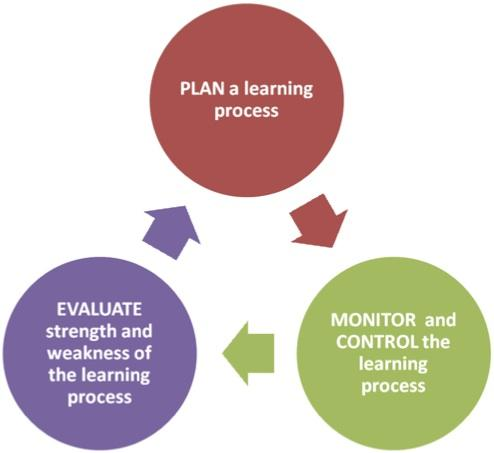 PLAN a learning
process
MONITOR and
CONTROL the
learning
process
EVALUATE
strength and
weakness of
the learning
process